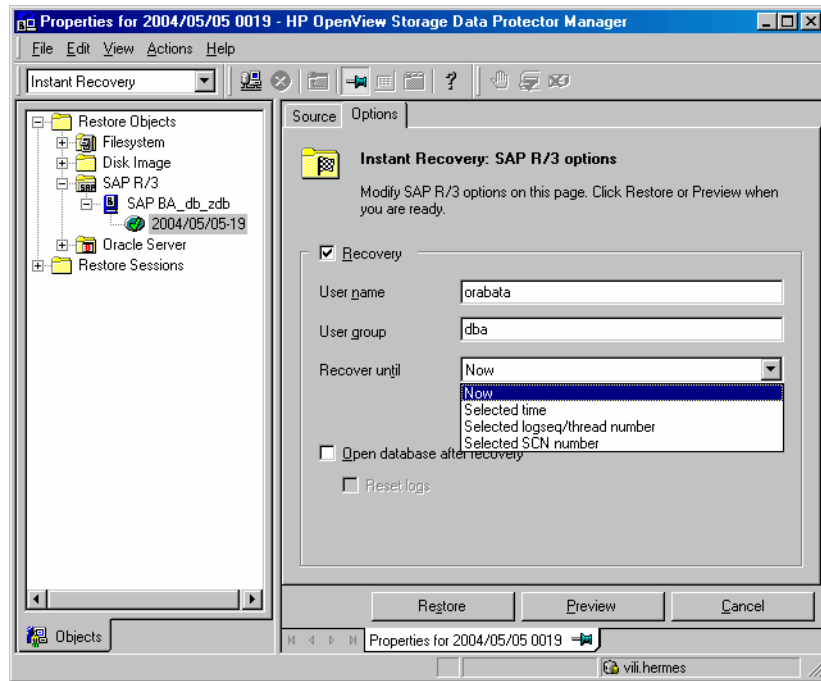 Properties for 2004/05/05 0019 - HP OpenView Storage Data Protector Manager
File Edit View Actions Help
Instant Recovery
?
Restore Objects
Filesystem
Disk Image
SAP R/3
SAP BA_db_zdb
2004/05/05-19
Oracle Server
Restore Sessions
Objects
Source Options
Instant Recovery: SAP R/3 options
Modify SAP R/3 options on this page. Click Restore or Preview when
you are ready.
Recovery
User name orabata
User group dba
Recover until Now
Now
Selected time
Selected logseq/thread number
Selected SCN number
Open database after recovery
Reset logs
Restore Preview Cancel
Properties for 2004/05/05 0019
vili.hermes